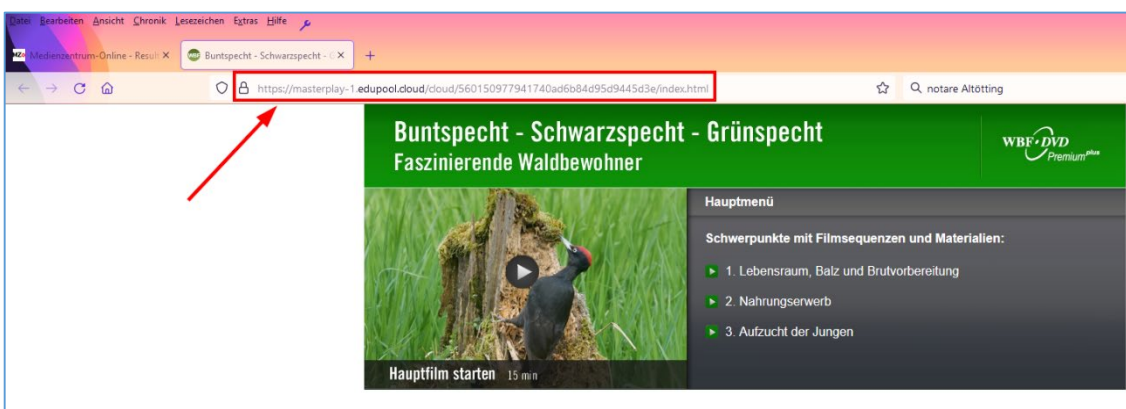 Datei Bearbeiten Ansicht Chronik Lesezeichen Extras Hilfe
MZ Medienzentrum-Online - Result
WBF Buntspecht - Schwarzspecht - G
https://masterplay-1.edupool.cloud/cloud/560150977941740ad6b84d95d9445d3e/index.html
notare Altötting
Buntspecht - Schwarzspecht - Grünspecht
Faszinierende Waldbewohner
WBF·DVD
Premium plus
Hauptmenü
Schwerpunkte mit Filmsequenzen und Materialien:
1. Lebensraum, Balz und Brutvorbereitung
2. Nahrungserwerb
3. Aufzucht der Jungen
Hauptfilm starten 15 min